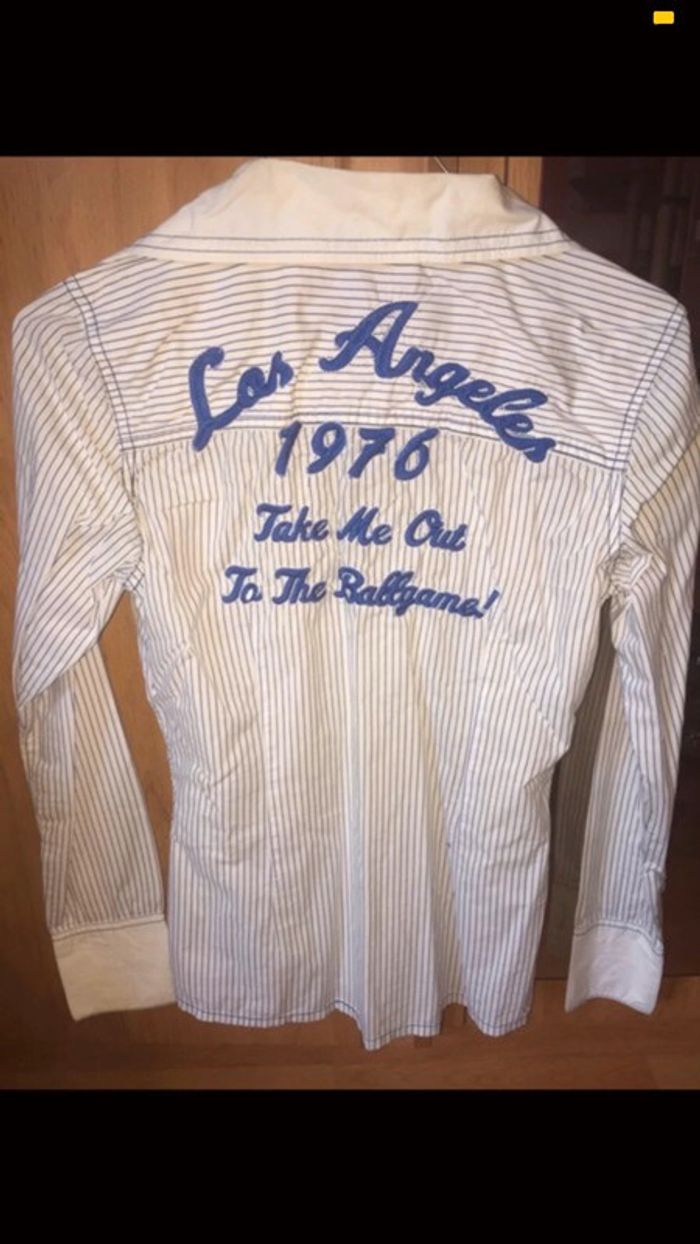 Los Angeles
1976
Take Me Out
To The Ballgame!